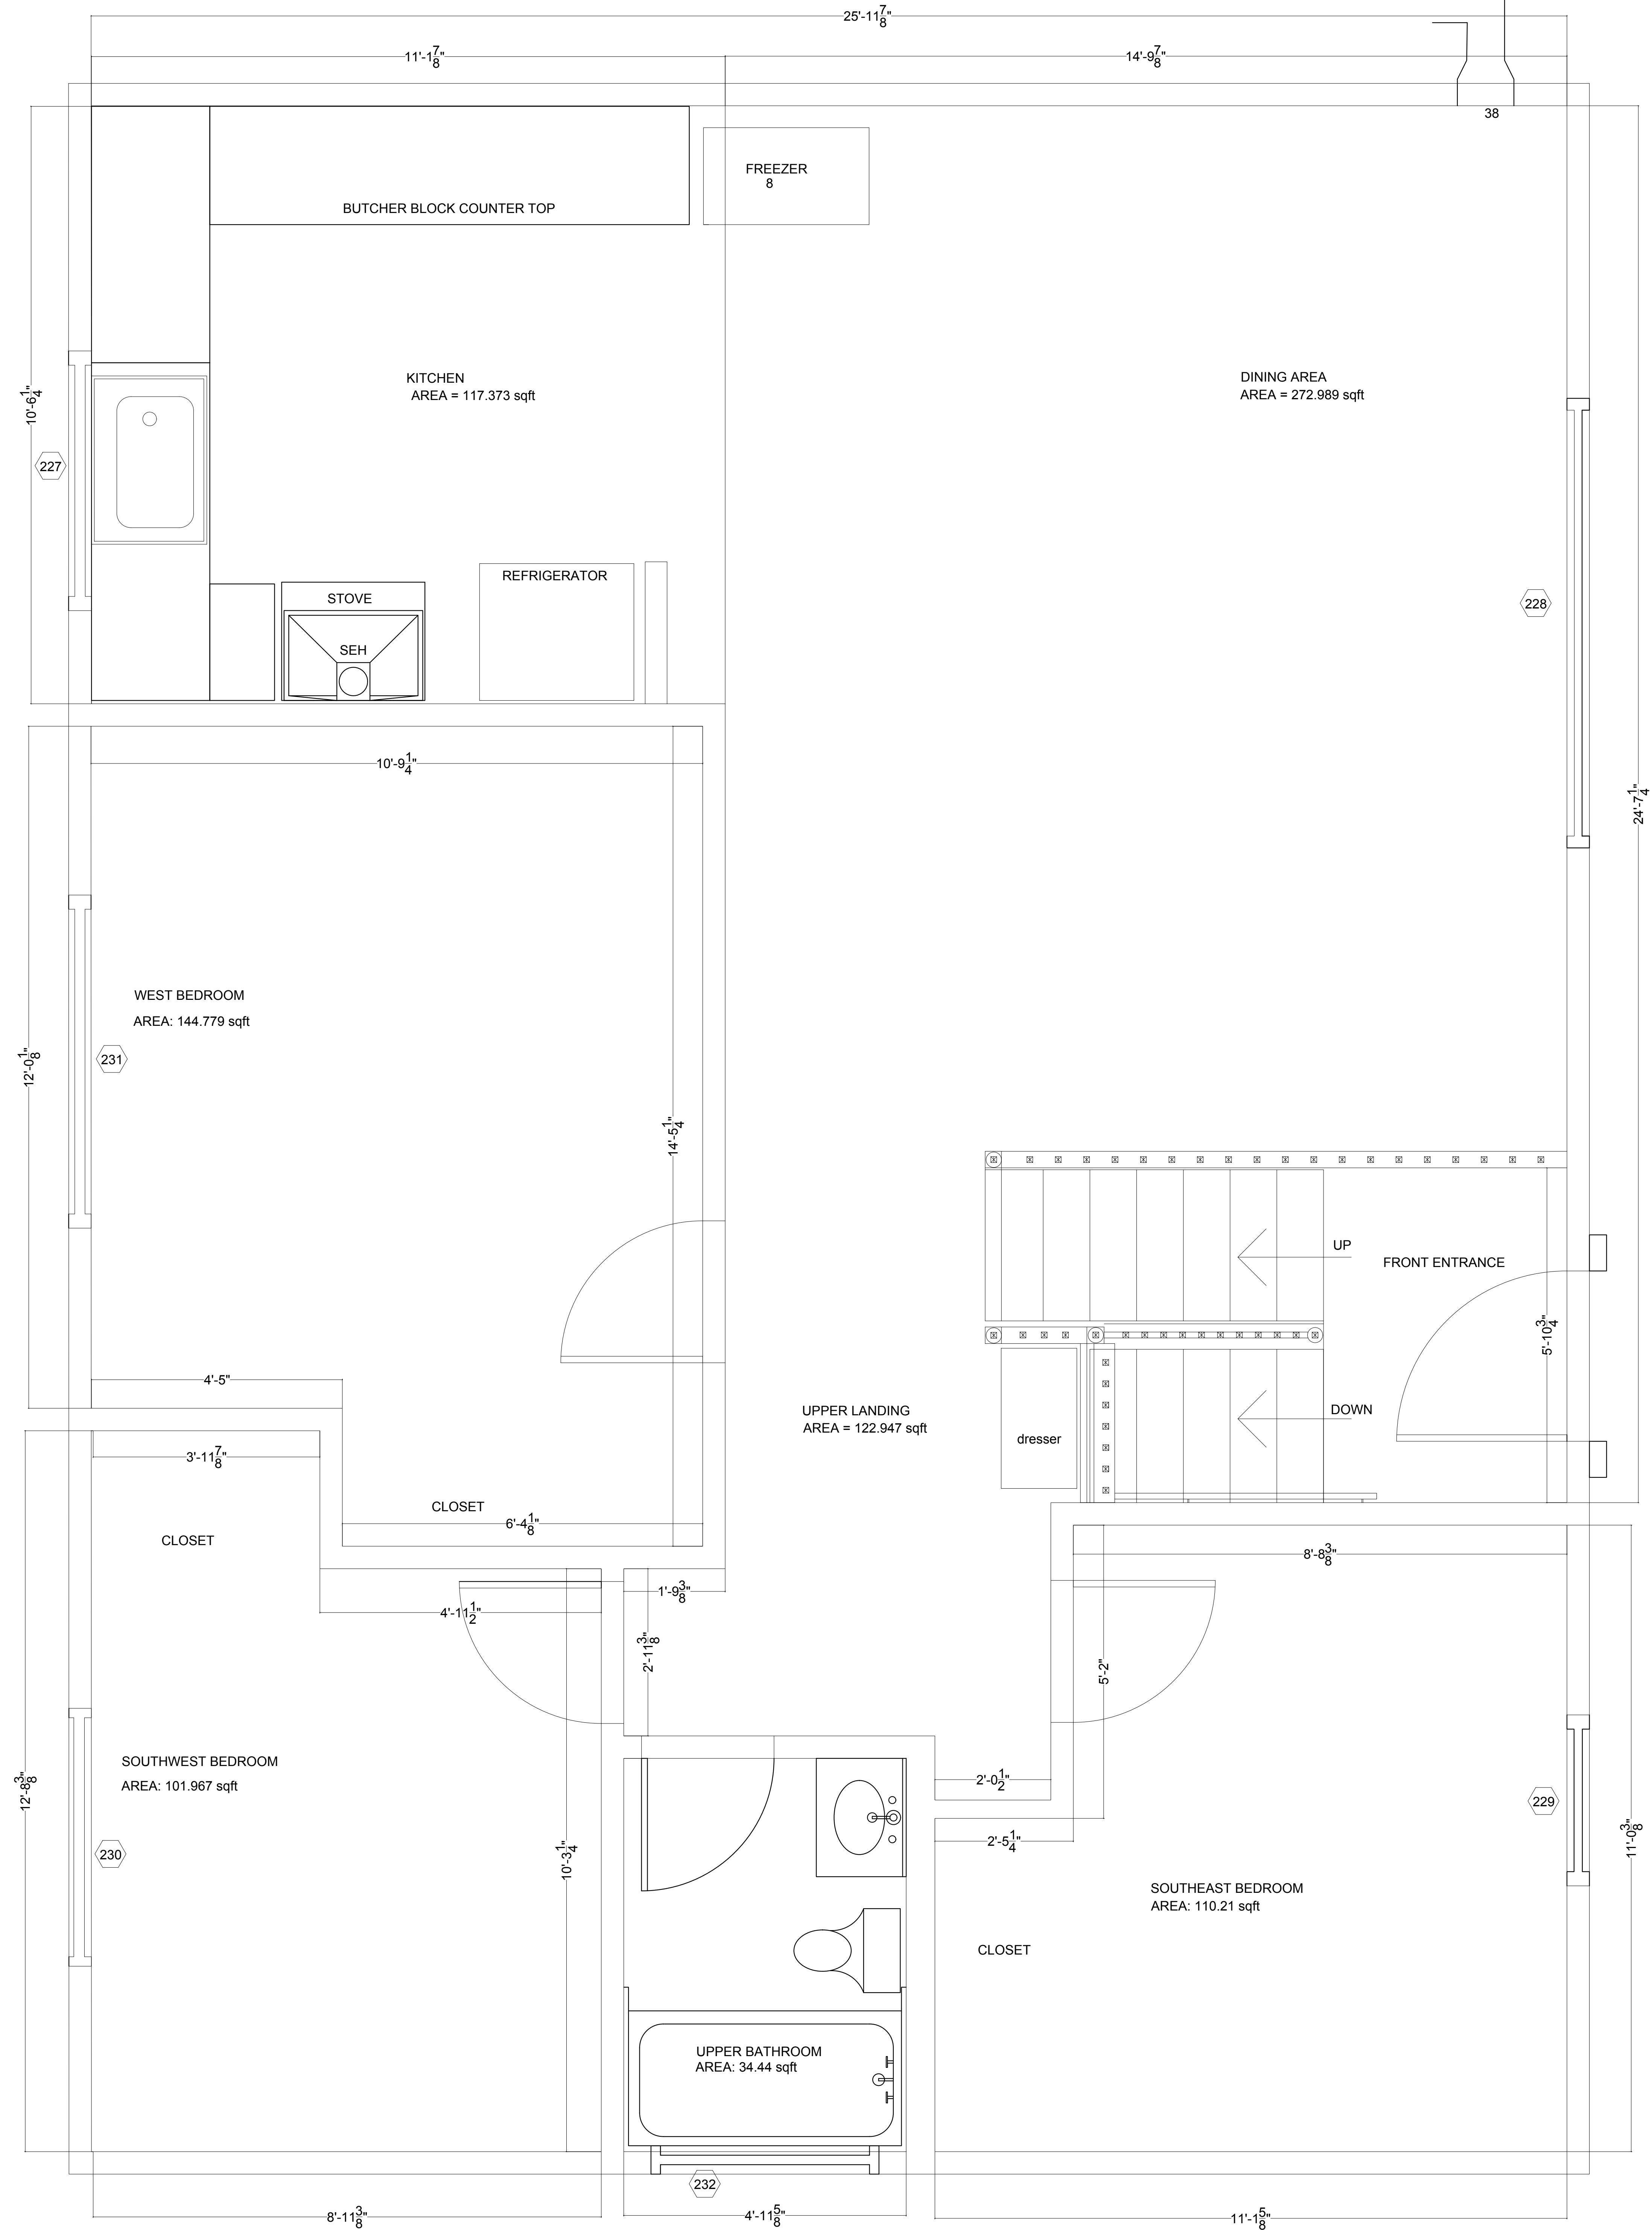 25'-11 7/8"
11'-1 7/8"
14'-9 7/8"
38
FREEZER
8
BUTCHER BLOCK COUNTER TOP
KITCHEN
AREA = 117.373 sqft
DINING AREA
AREA = 272.989 sqft
10'-6 1/4"
227
228
REFRIGERATOR
STOVE
SEH
10'-9 1/4"
24'-7 1/4"
WEST BEDROOM
AREA: 144.779 sqft
231
12'-0 1/8"
14'-5 1/4"
UP
FRONT ENTRANCE
5'-10 3/4"
4'-5"
UPPER LANDING
AREA = 122.947 sqft
DOWN
dresser
3'-11 7/8"
CLOSET
6'-4 1/8"
CLOSET
8'-8 3/8"
1'-9 3/8"
4'-11 1/2"
2'-11 3/8"
5'-2"
SOUTHWEST BEDROOM
AREA: 101.967 sqft
12'-8 3/8"
2'-0 1/2"
229
2'-5 1/4"
11'-0 3/8"
230
10'-3 1/4"
SOUTHEAST BEDROOM
AREA: 110.21 sqft
CLOSET
UPPER BATHROOM
AREA: 34.44 sqft
232
8'-11 3/8"
4'-11 5/8"
11'-1 5/8"